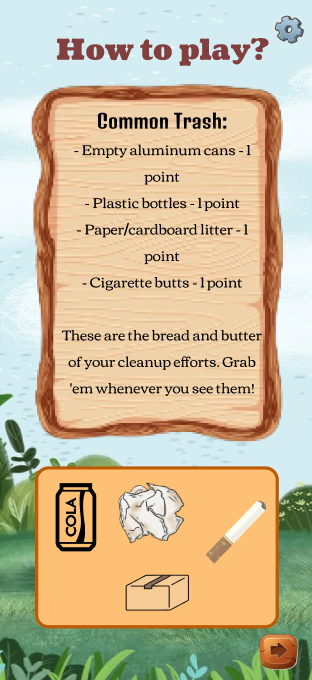 How to play?
Common Trash:
- Empty aluminum cans - 1
point
- Plastic bottles - 1 point
- Paper/cardboard litter - 1
point
- Cigarette butts - 1 point
These are the bread and butter
of your cleanup efforts. Grab
'em whenever you see them!
COLA